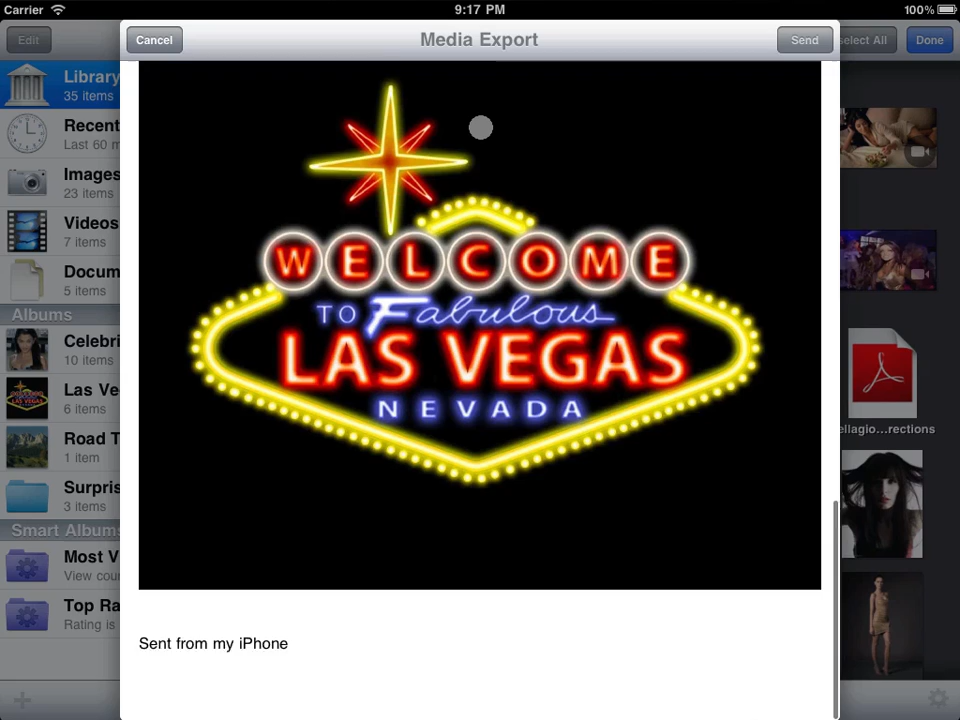 Carrier 9:17 PM 100%
Edit Cancel Media Export Send select All Done
Library
35 items
Recent
Last 60 m
Images
23 items
Videos
7 items
Docum
5 items
Albums
Celebri
10 items
Las Ve
6 items
Road T
1 item
Surpris
3 items
Smart Albums
Most V
View cou
Top Ra
Rating is
WELCOME
TO Fabulous
LAS VEGAS
NEVADA
Sent from my iPhone
ellagio...rections